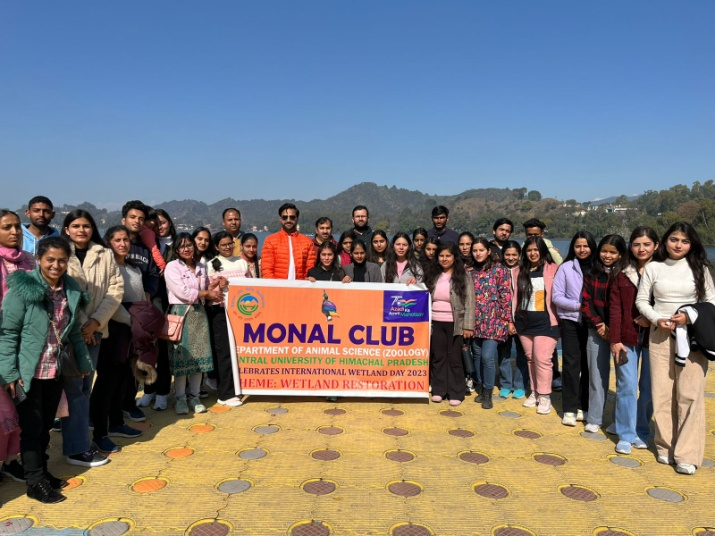 MONAL CLUB
DEPARTMENT OF ANIMAL SCIENCE (ZOOLOGY)
CENTRAL UNIVERSITY OF HIMACHAL PRADESH
CELEBRATES INTERNATIONAL WETLAND DAY 2023
THEME: WETLAND RESTORATION